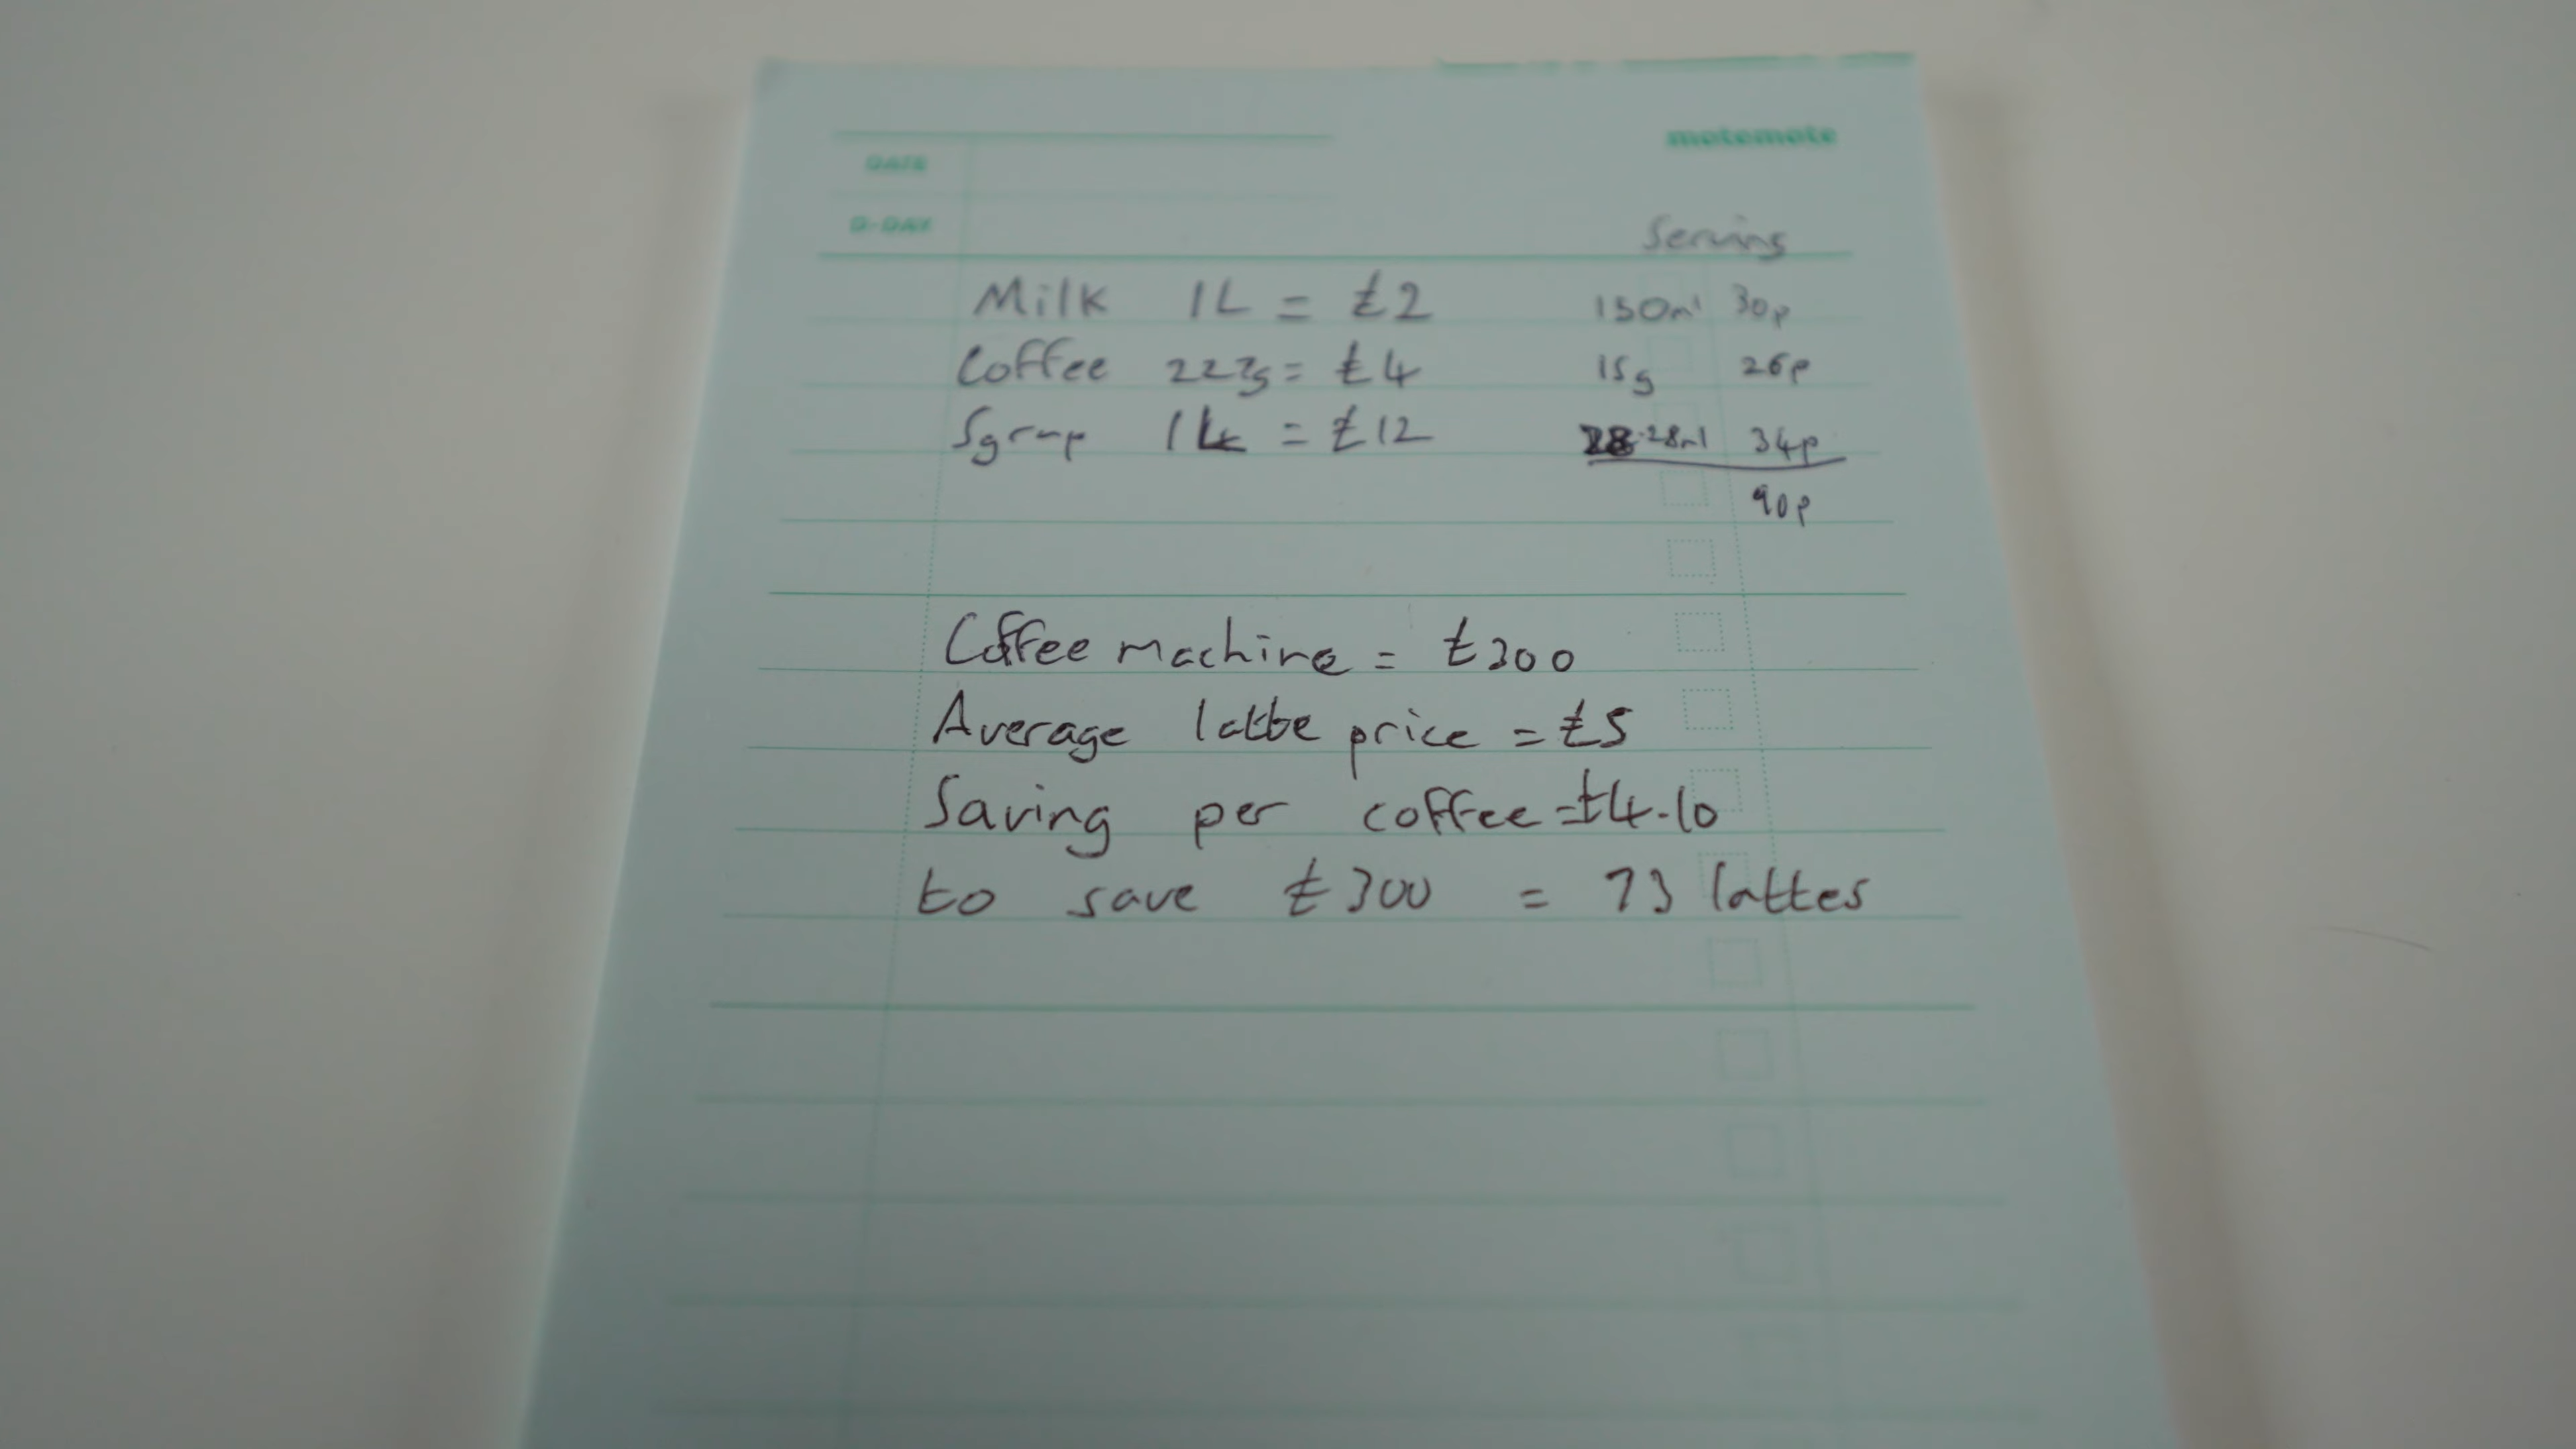 motemote
DATE
D-DAY
Serving
Milk 1L = £2 150ml 30p
Coffee 227g = £4 15g 26p
Syrup 1L = £12 28ml 34p
90p
Coffee machine = £300
Average latte price = £5
Saving per coffee = £4.10
to save £300 = 73 lattes